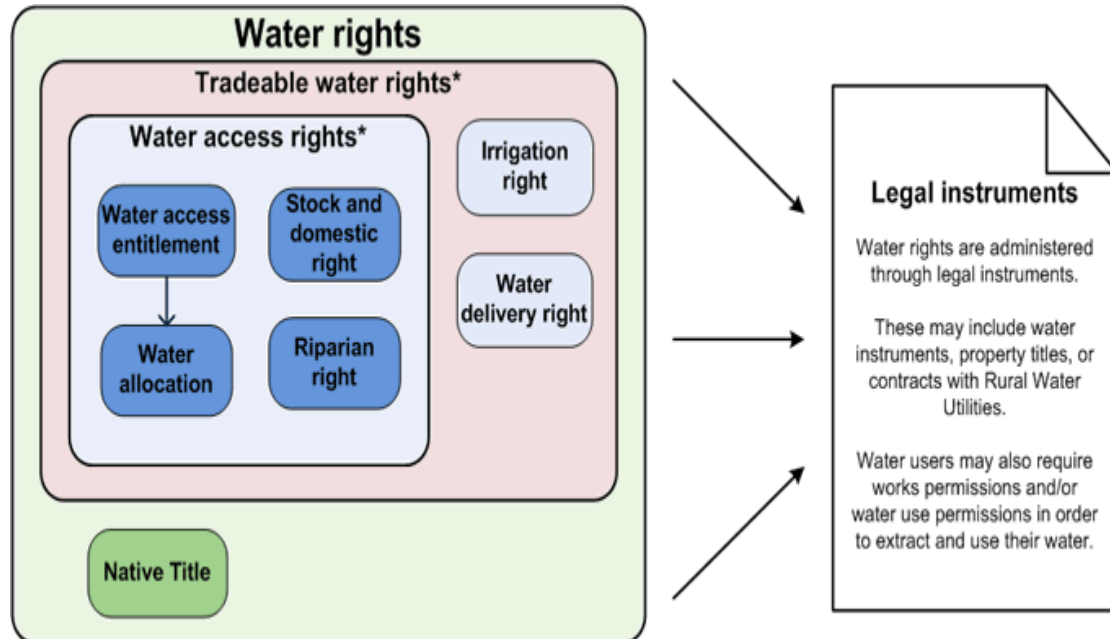 Water rights
Tradeable water rights*
Water access rights*
Water access
entitlement
Stock and
domestic
right
Water
allocation
Riparian
right
Irrigation
right
Water
delivery right
Native Title
Legal instruments
Water rights are administered
through legal instruments.
These may include water
instruments, property titles, or
contracts with Rural Water
Utilities.
Water users may also require
works permissions and/or
water use permissions in order
to extract and use their water.